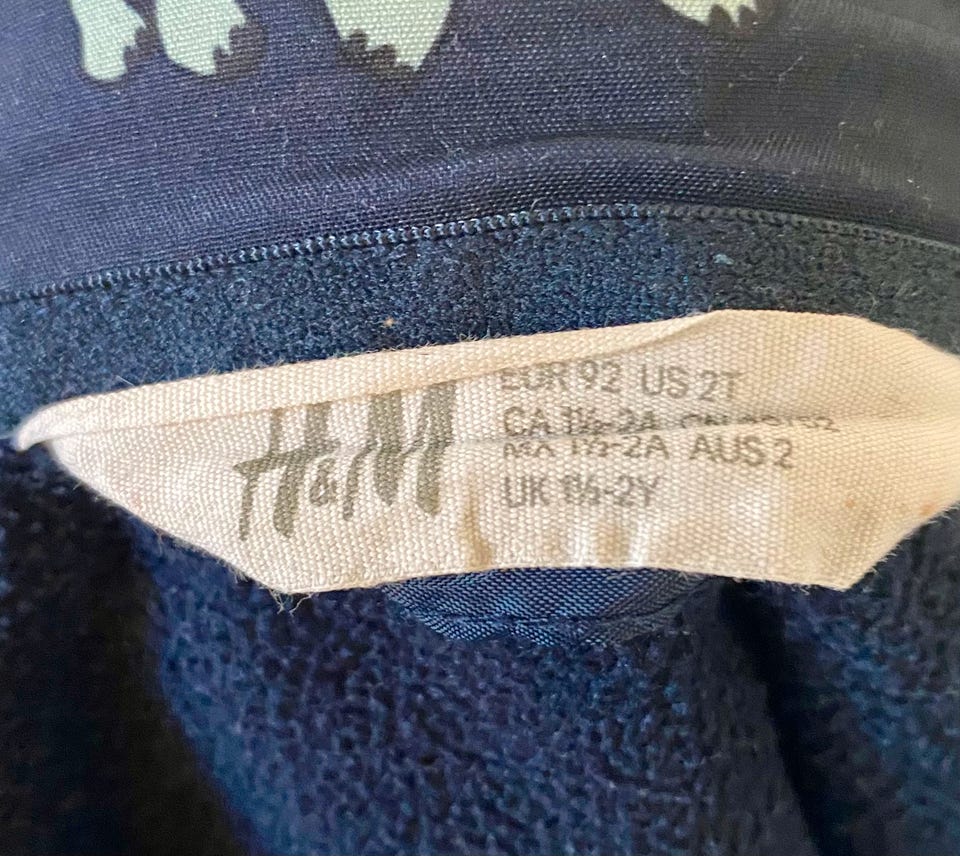 H&M
EUR 92 US 2T
CA 1½-2A
MX 1½-2A AUS 2
UK 1½-2Y